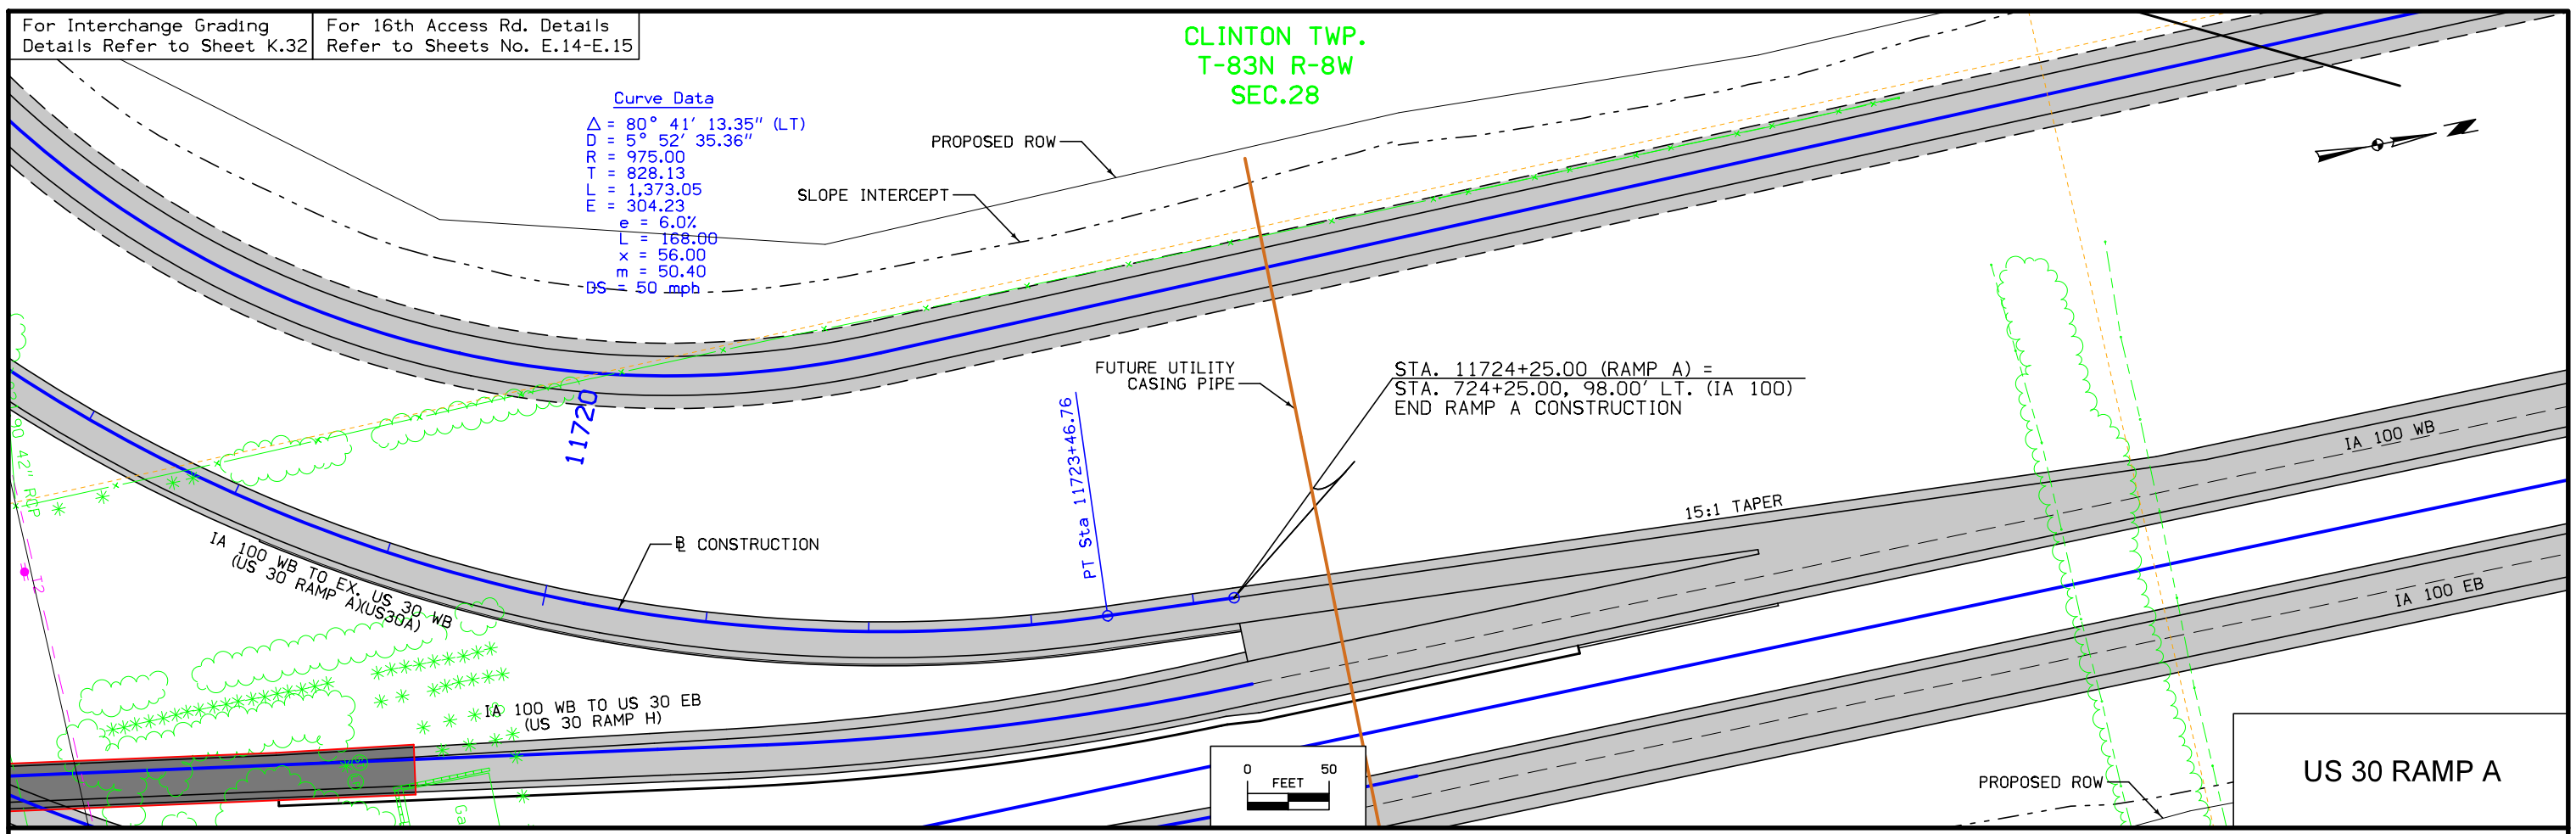 For Interchange Grading
Details Refer to Sheet K.32
For 16th Access Rd. Details
Refer to Sheets No. E.14-E.15
CLINTON TWP.
T-83N R-8W
SEC.28
Curve Data
△ = 80° 41' 13.35" (LT)
D = 5° 52' 35.36"
R = 975.00
T = 828.13
L = 1,373.05
E = 304.23
e = 6.0%
L = 168.00
x = 56.00
m = 50.40
DS = 50 mph
PROPOSED ROW
SLOPE INTERCEPT
FUTURE UTILITY
CASING PIPE
STA. 11724+25.00 (RAMP A) =
STA. 724+25.00, 98.00' LT. (IA 100)
END RAMP A CONSTRUCTION
11720
PT Sta 11723+46.76
90 42" RCP
T2
IA 100 WB TO EX. US 30 WB
(US 30 RAMP A)(US30A)
BL CONSTRUCTION
15:1 TAPER
IA 100 WB
IA 100 EB
IA 100 WB TO US 30 EB
(US 30 RAMP H)
0 50
FEET
PROPOSED ROW
US 30 RAMP A